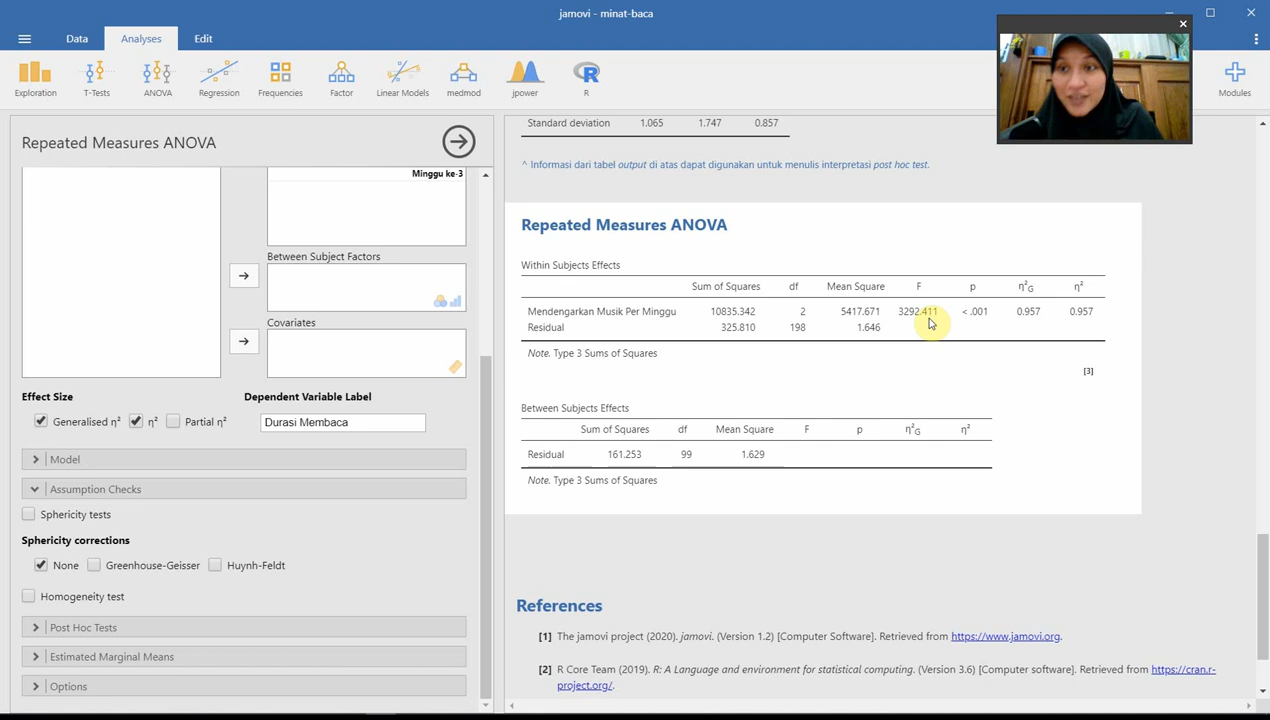 jamovi - minat-baca
Data Analyses Edit
Exploration T-Tests ANOVA Regression Frequencies Factor Linear Models medmod jpower R Modules
Repeated Measures ANOVA
Minggu ke-3
Between Subject Factors
Covariates
Effect Size
Dependent Variable Label
Generalised η² η² Partial η²
Durasi Membaca
Model
Assumption Checks
Sphericity tests
Sphericity corrections
None Greenhouse-Geisser Huynh-Feldt
Homogeneity test
Post Hoc Tests
Estimated Marginal Means
Options
Standard deviation 1.065 1.747 0.857
^ Informasi dari tabel output di atas dapat digunakan untuk menulis interpretasi post hoc test.
Repeated Measures ANOVA
Within Subjects Effects
Sum of Squares df Mean Square F p η²G η²
Mendengarkan Musik Per Minggu 10835.342 2 5417.671 3292.411 < .001 0.957 0.957
Residual 325.810 198 1.646
Note. Type 3 Sums of Squares
[3]
Between Subjects Effects
Sum of Squares df Mean Square F p η²G η²
Residual 161.253 99 1.629
Note. Type 3 Sums of Squares
References
[1] The jamovi project (2020). jamovi. (Version 1.2) [Computer Software]. Retrieved from https://www.jamovi.org.
[2] R Core Team (2019). R: A Language and environment for statistical computing. (Version 3.6) [Computer software]. Retrieved from https://cran.r-
project.org/.